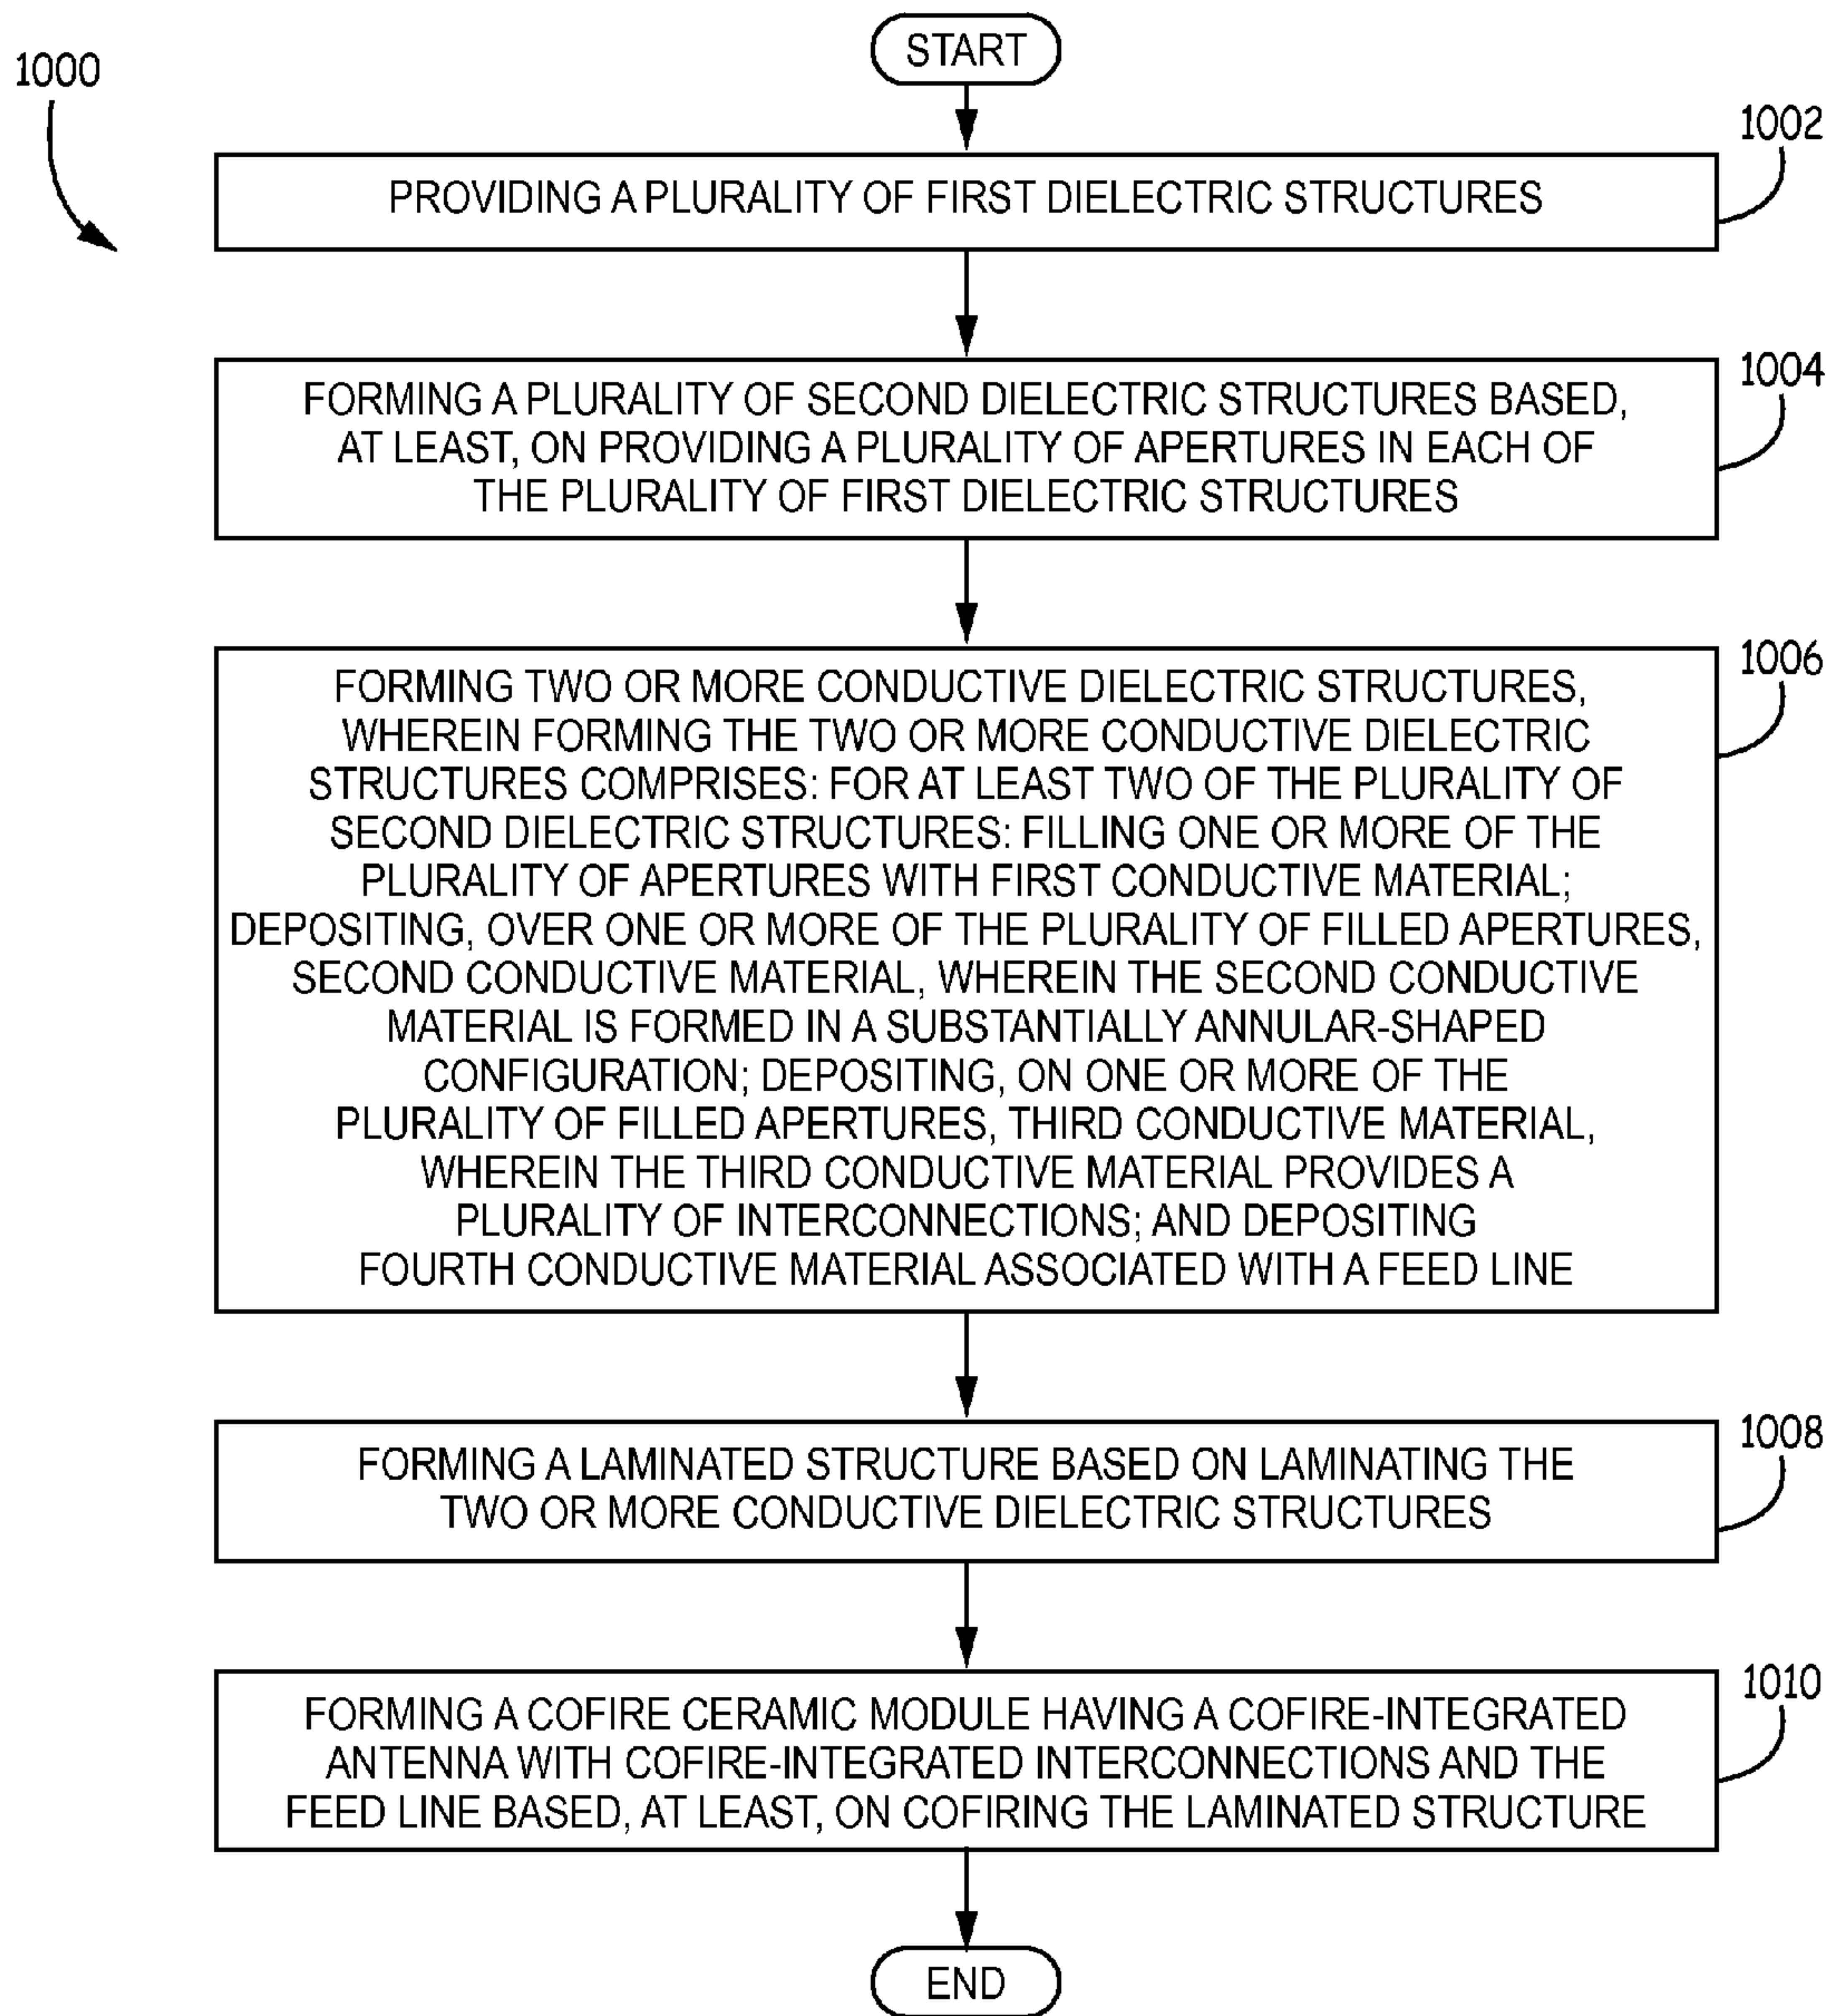 START
1000
1002
PROVIDING A PLURALITY OF FIRST DIELECTRIC STRUCTURES
1004
FORMING A PLURALITY OF SECOND DIELECTRIC STRUCTURES BASED,
AT LEAST, ON PROVIDING A PLURALITY OF APERTURES IN EACH OF
THE PLURALITY OF FIRST DIELECTRIC STRUCTURES
1006
FORMING TWO OR MORE CONDUCTIVE DIELECTRIC STRUCTURES,
WHEREIN FORMING THE TWO OR MORE CONDUCTIVE DIELECTRIC
STRUCTURES COMPRISES: FOR AT LEAST TWO OF THE PLURALITY OF
SECOND DIELECTRIC STRUCTURES: FILLING ONE OR MORE OF THE
PLURALITY OF APERTURES WITH FIRST CONDUCTIVE MATERIAL;
DEPOSITING, OVER ONE OR MORE OF THE PLURALITY OF FILLED APERTURES,
SECOND CONDUCTIVE MATERIAL, WHEREIN THE SECOND CONDUCTIVE
MATERIAL IS FORMED IN A SUBSTANTIALLY ANNULAR-SHAPED
CONFIGURATION; DEPOSITING, ON ONE OR MORE OF THE
PLURALITY OF FILLED APERTURES, THIRD CONDUCTIVE MATERIAL,
WHEREIN THE THIRD CONDUCTIVE MATERIAL PROVIDES A
PLURALITY OF INTERCONNECTIONS; AND DEPOSITING
FOURTH CONDUCTIVE MATERIAL ASSOCIATED WITH A FEED LINE
1008
FORMING A LAMINATED STRUCTURE BASED ON LAMINATING THE
TWO OR MORE CONDUCTIVE DIELECTRIC STRUCTURES
1010
FORMING A COFIRE CERAMIC MODULE HAVING A COFIRE-INTEGRATED
ANTENNA WITH COFIRE-INTEGRATED INTERCONNECTIONS AND THE
FEED LINE BASED, AT LEAST, ON COFIRING THE LAMINATED STRUCTURE
END